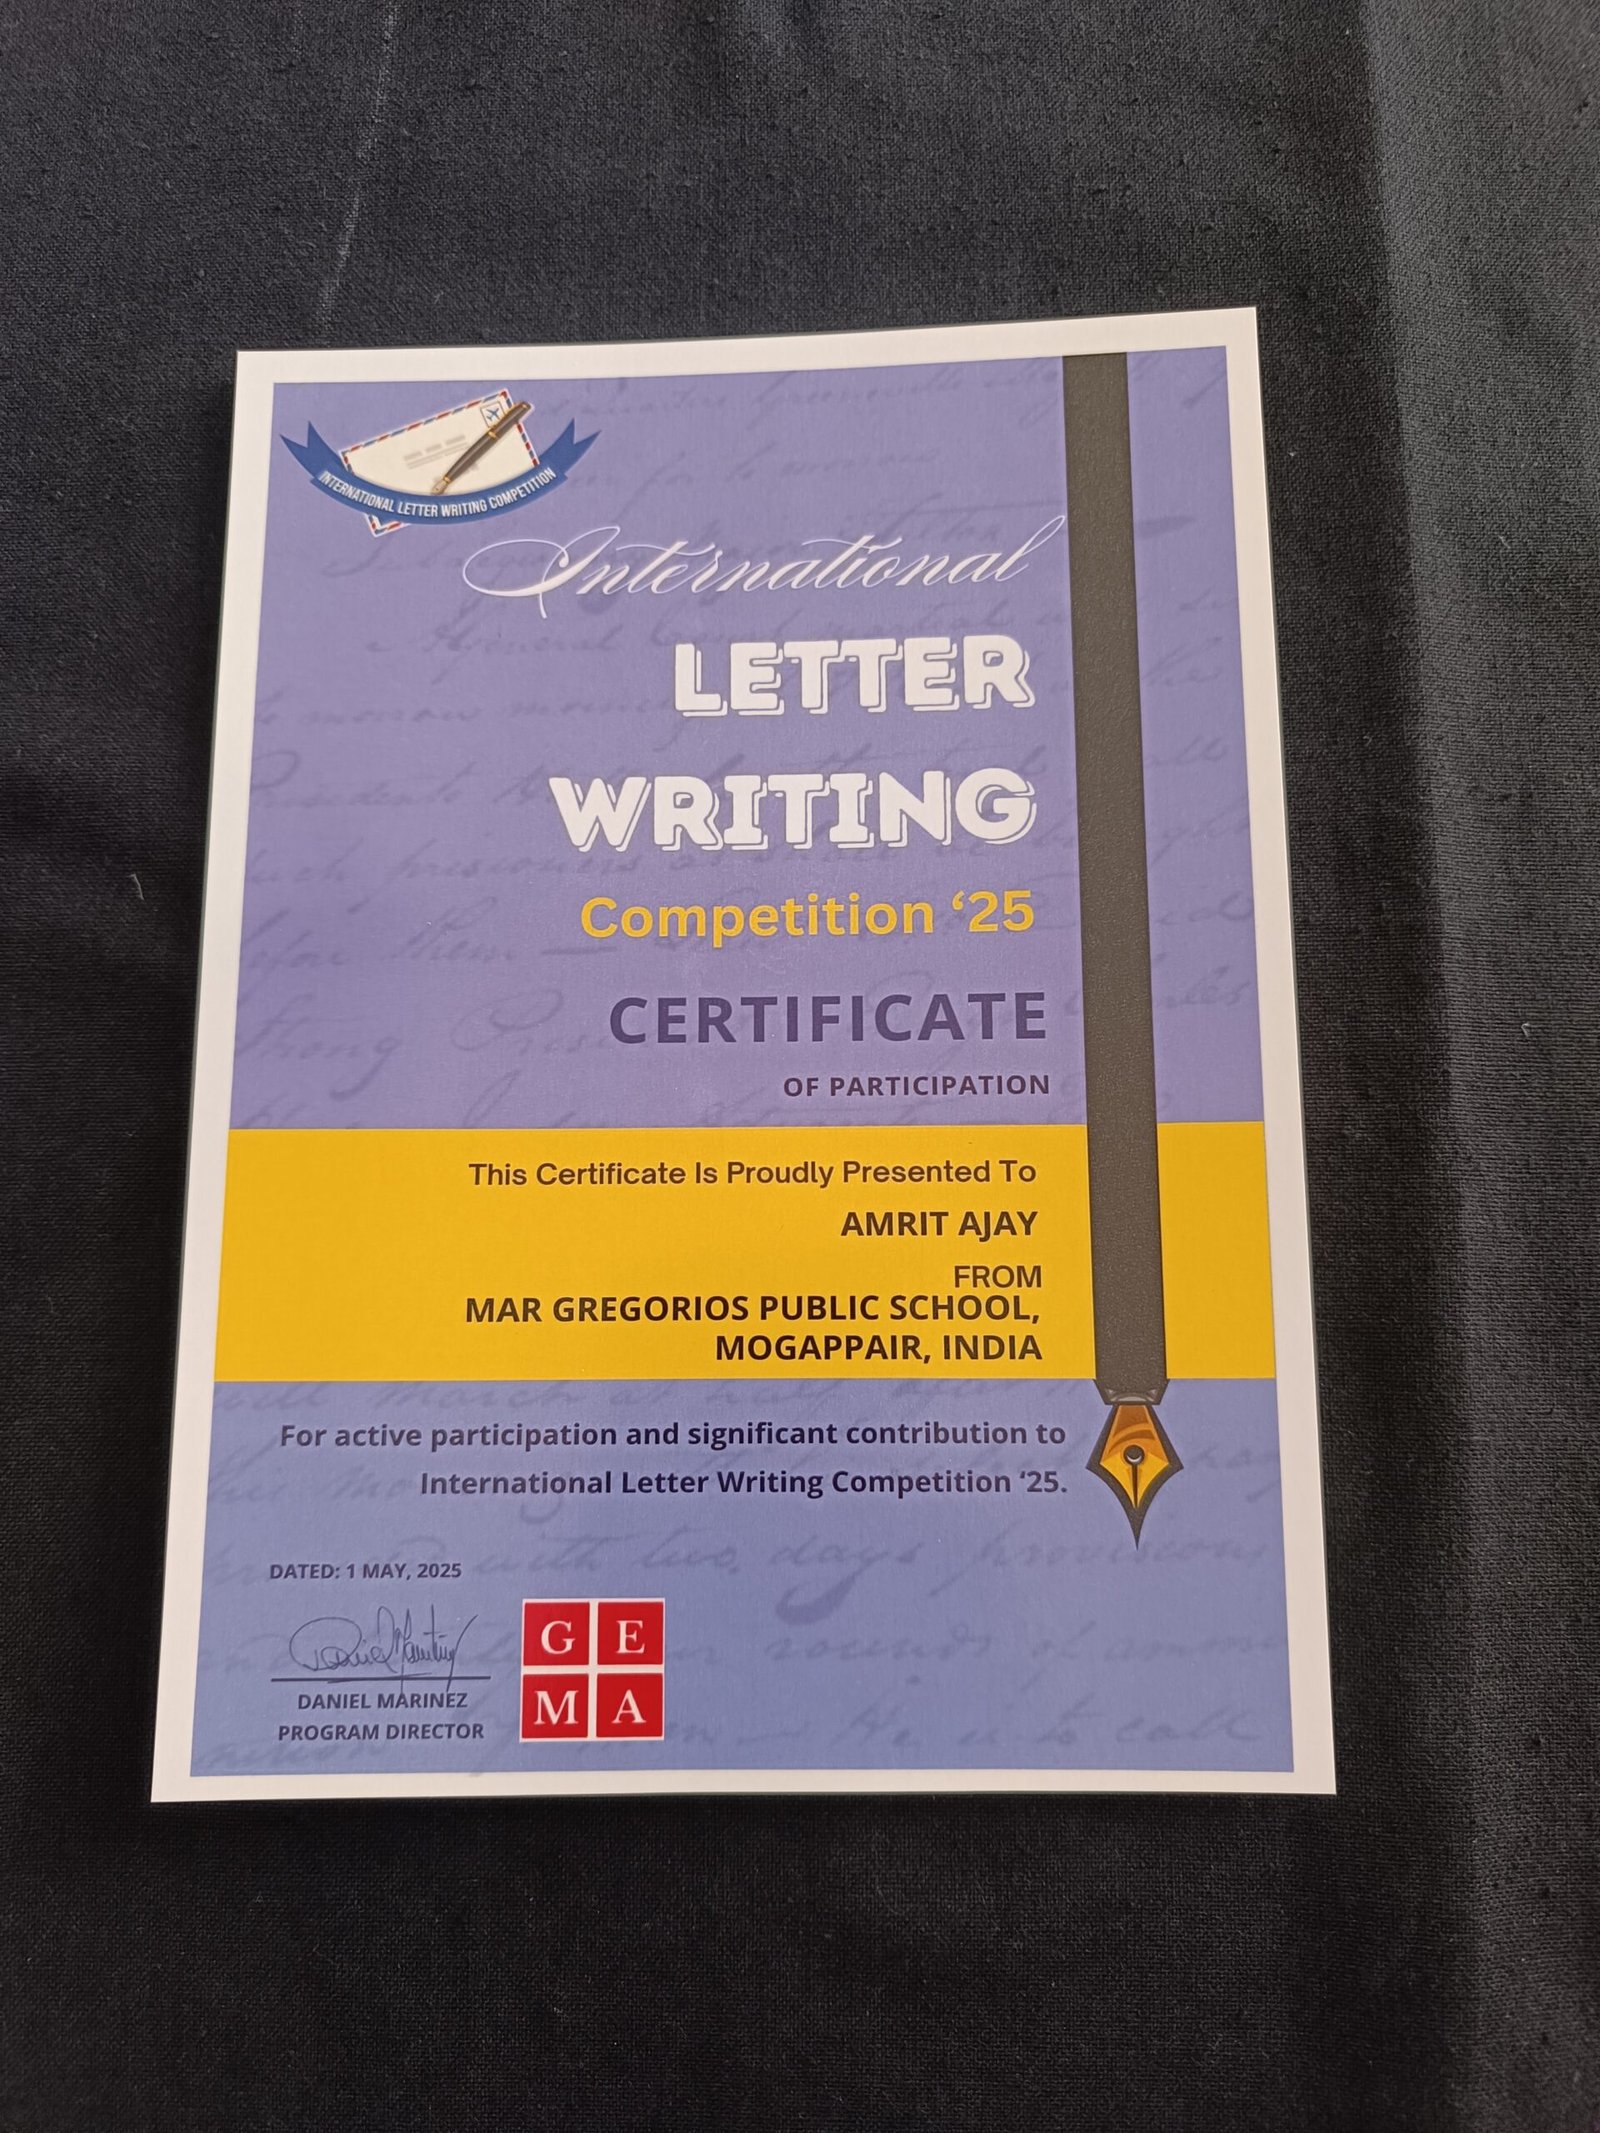 INTERNATIONAL LETTER WRITING COMPETITION
International
LETTER
WRITING
Competition ‘25
CERTIFICATE
OF PARTICIPATION
This Certificate Is Proudly Presented To
AMRIT AJAY
FROM
MAR GREGORIOS PUBLIC SCHOOL,
MOGAPPAIR, INDIA
For active participation and significant contribution to
International Letter Writing Competition ‘25.
DATED: 1 MAY, 2025
DANIEL MARINEZ
PROGRAM DIRECTOR
G E
M A